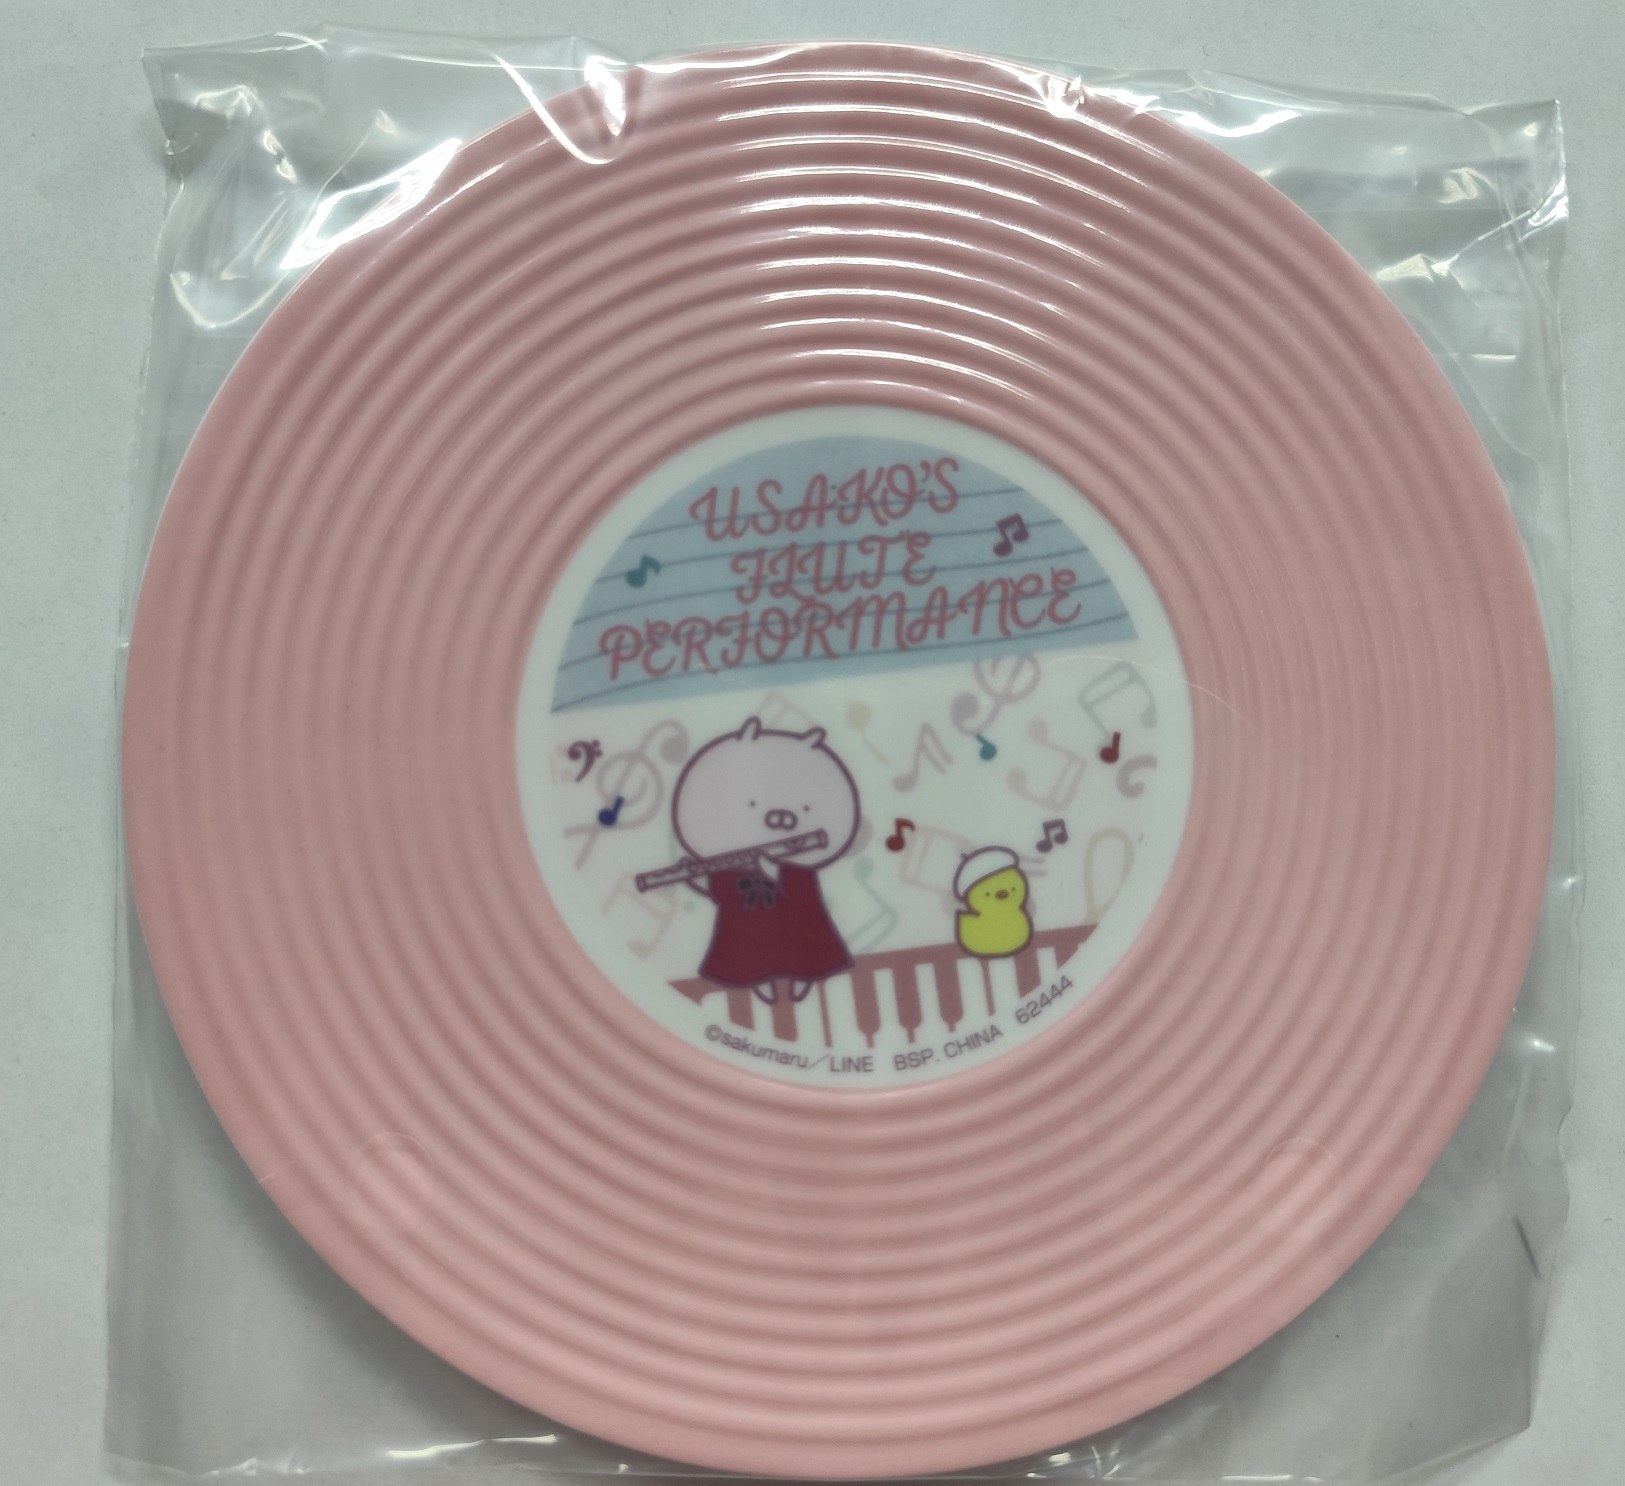 USAKO'S
FLUTE
PERFORMANCE
©sakumaru／LINE BSP. CHINA 62444